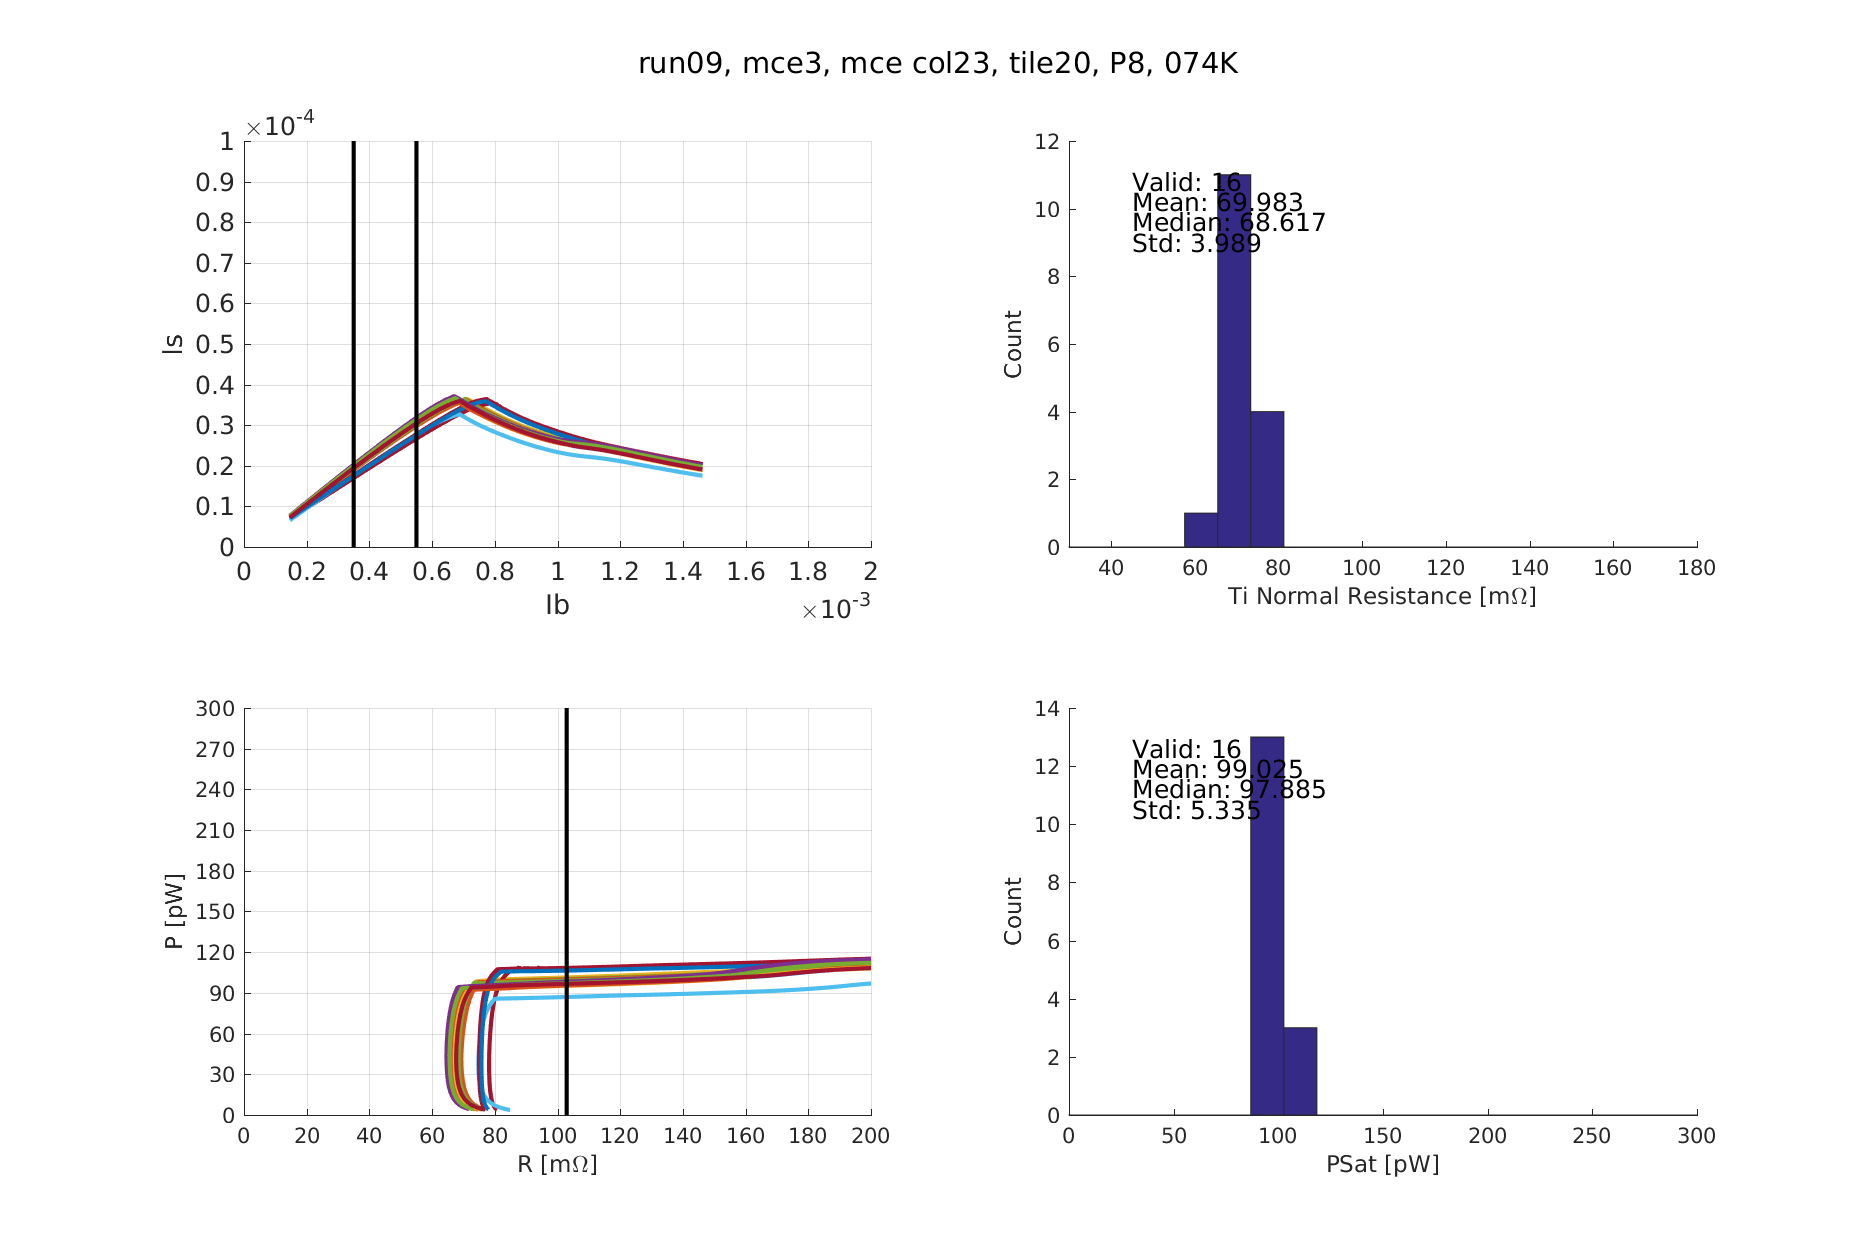 run09, mce3, mce col23, tile20, P8, 074K
×10-4
1
0.9
0.8
0.7
0.6
0.5
0.4
0.3
0.2
0.1
0
Is
0 0.2 0.4 0.6 0.8 1 1.2 1.4 1.6 1.8 2
Ib
×10-3
12
10
8
6
4
2
0
Count
Valid: 16
Mean: 69.983
Median: 68.617
Std: 3.989
40 60 80 100 120 140 160 180
Ti Normal Resistance [mΩ]
300
270
240
210
180
150
120
90
60
30
0
P [pW]
0 20 40 60 80 100 120 140 160 180 200
R [mΩ]
14
12
10
8
6
4
2
0
Count
Valid: 16
Mean: 99.025
Median: 97.885
Std: 5.335
0 50 100 150 200 250 300
PSat [pW]